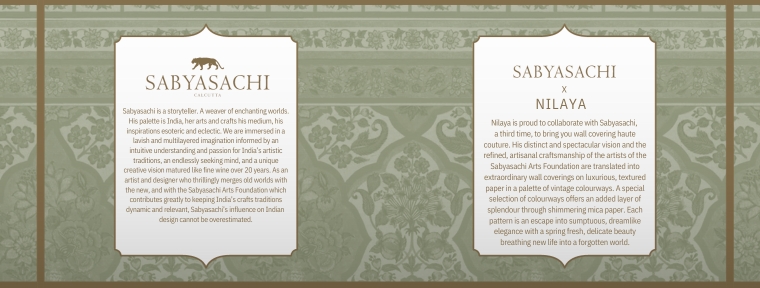 SABYASACHI
CALCUTTA
Sabyasachi is a storyteller. A weaver of enchanting worlds.
His palette is India, her arts and crafts his medium, his
inspirations esoteric and eclectic. We are immersed in a
lavish and multilayered imagination informed by an
intuitive understanding and passion for India's artistic
traditions, an endlessly seeking mind, and a unique
creative vision matured like fine wine over 20 years. As an
artist and designer who thrillingly merges old worlds with
the new, and with the Sabyasachi Arts Foundation which
contributes greatly to keeping India's crafts traditions
dynamic and relevant, Sabyasachi's influence on Indian
design cannot be overestimated.
SABYASACHI
X
NILAYA
Nilaya is proud to collaborate with Sabyasachi,
a third time, to bring you wall covering haute
couture. His distinct and spectacular vision and the
refined, artisanal craftsmanship of the artists of the
Sabyasachi Arts Foundation are translated into
extraordinary wall coverings on luxurious, textured
paper in a palette of vintage colourways. A special
selection of colourways offers an added layer of
splendour through shimmering mica paper. Each
pattern is an escape into sumptuous, dreamlike
elegance with a spring fresh, delicate beauty
breathing new life into a forgotten world.